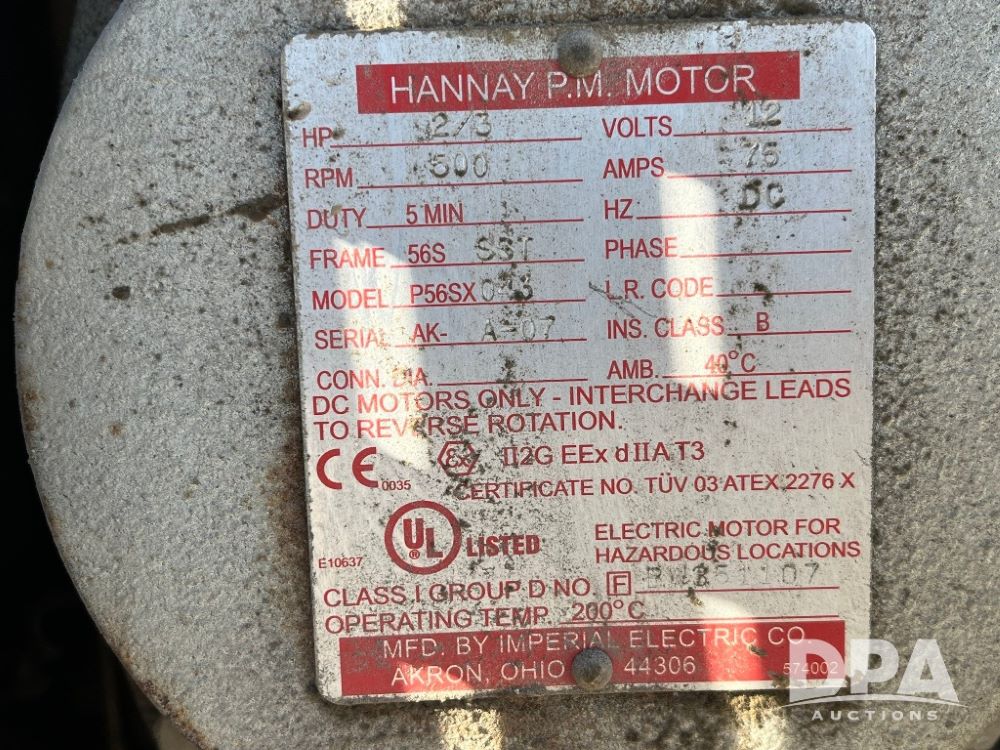 HANNAY P.M. MOTOR
HP 2/3 VOLTS 12
RPM 500 AMPS 75
DUTY 5 MIN HZ DC
FRAME 56S SST PHASE
MODEL P56SX L.R. CODE
SERIAL AK- A-07 INS. CLASS B
CONN. DIA. AMB. 40°C
DC MOTORS ONLY - INTERCHANGE LEADS
TO REVERSE ROTATION.
CE 0035 Ex II2G EEx d IIA T3
CERTIFICATE NO. TÜV 03 ATEX 2276 X
UL ® LISTED ELECTRIC MOTOR FOR
E10637 HAZARDOUS LOCATIONS
CLASS I GROUP D NO. F
OPERATING TEMP. 200°C
MFD. BY IMPERIAL ELECTRIC CO.
AKRON, OHIO 44306 574002
DPA
AUCTIONS